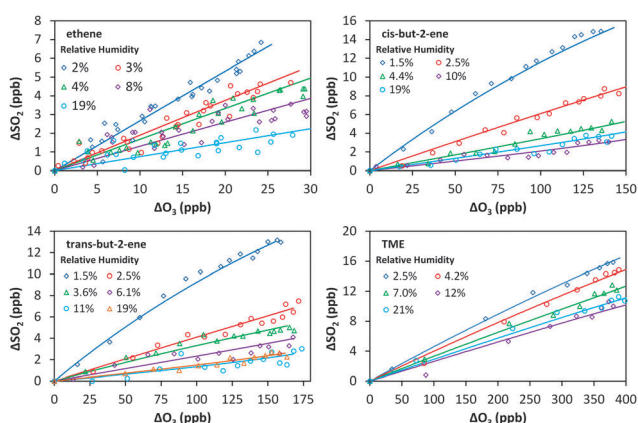 ethene
Relative Humidity
2% 3%
4% 8%
19%
ΔSO2 (ppb)
8
7
6
5
4
3
2
1
0
0 5 10 15 20 25 30
ΔO3 (ppb)
cis-but-2-ene
Relative Humidity
1.5% 2.5%
4.4% 10%
19%
ΔSO2 (ppb)
16
14
12
10
8
6
4
2
0
0 25 50 75 100 125 150
ΔO3 (ppb)
trans-but-2-ene
Relative Humidity
1.5% 2.5%
3.6% 6.1%
11% 19%
ΔSO2 (ppb)
14
12
10
8
6
4
2
0
0 25 50 75 100 125 150 175
ΔO3 (ppb)
TME
Relative Humidity
2.5% 4.2%
7.0% 12%
21%
ΔSO2 (ppb)
20
16
12
8
4
0
0 50 100 150 200 250 300 350 400
ΔO3 (ppb)